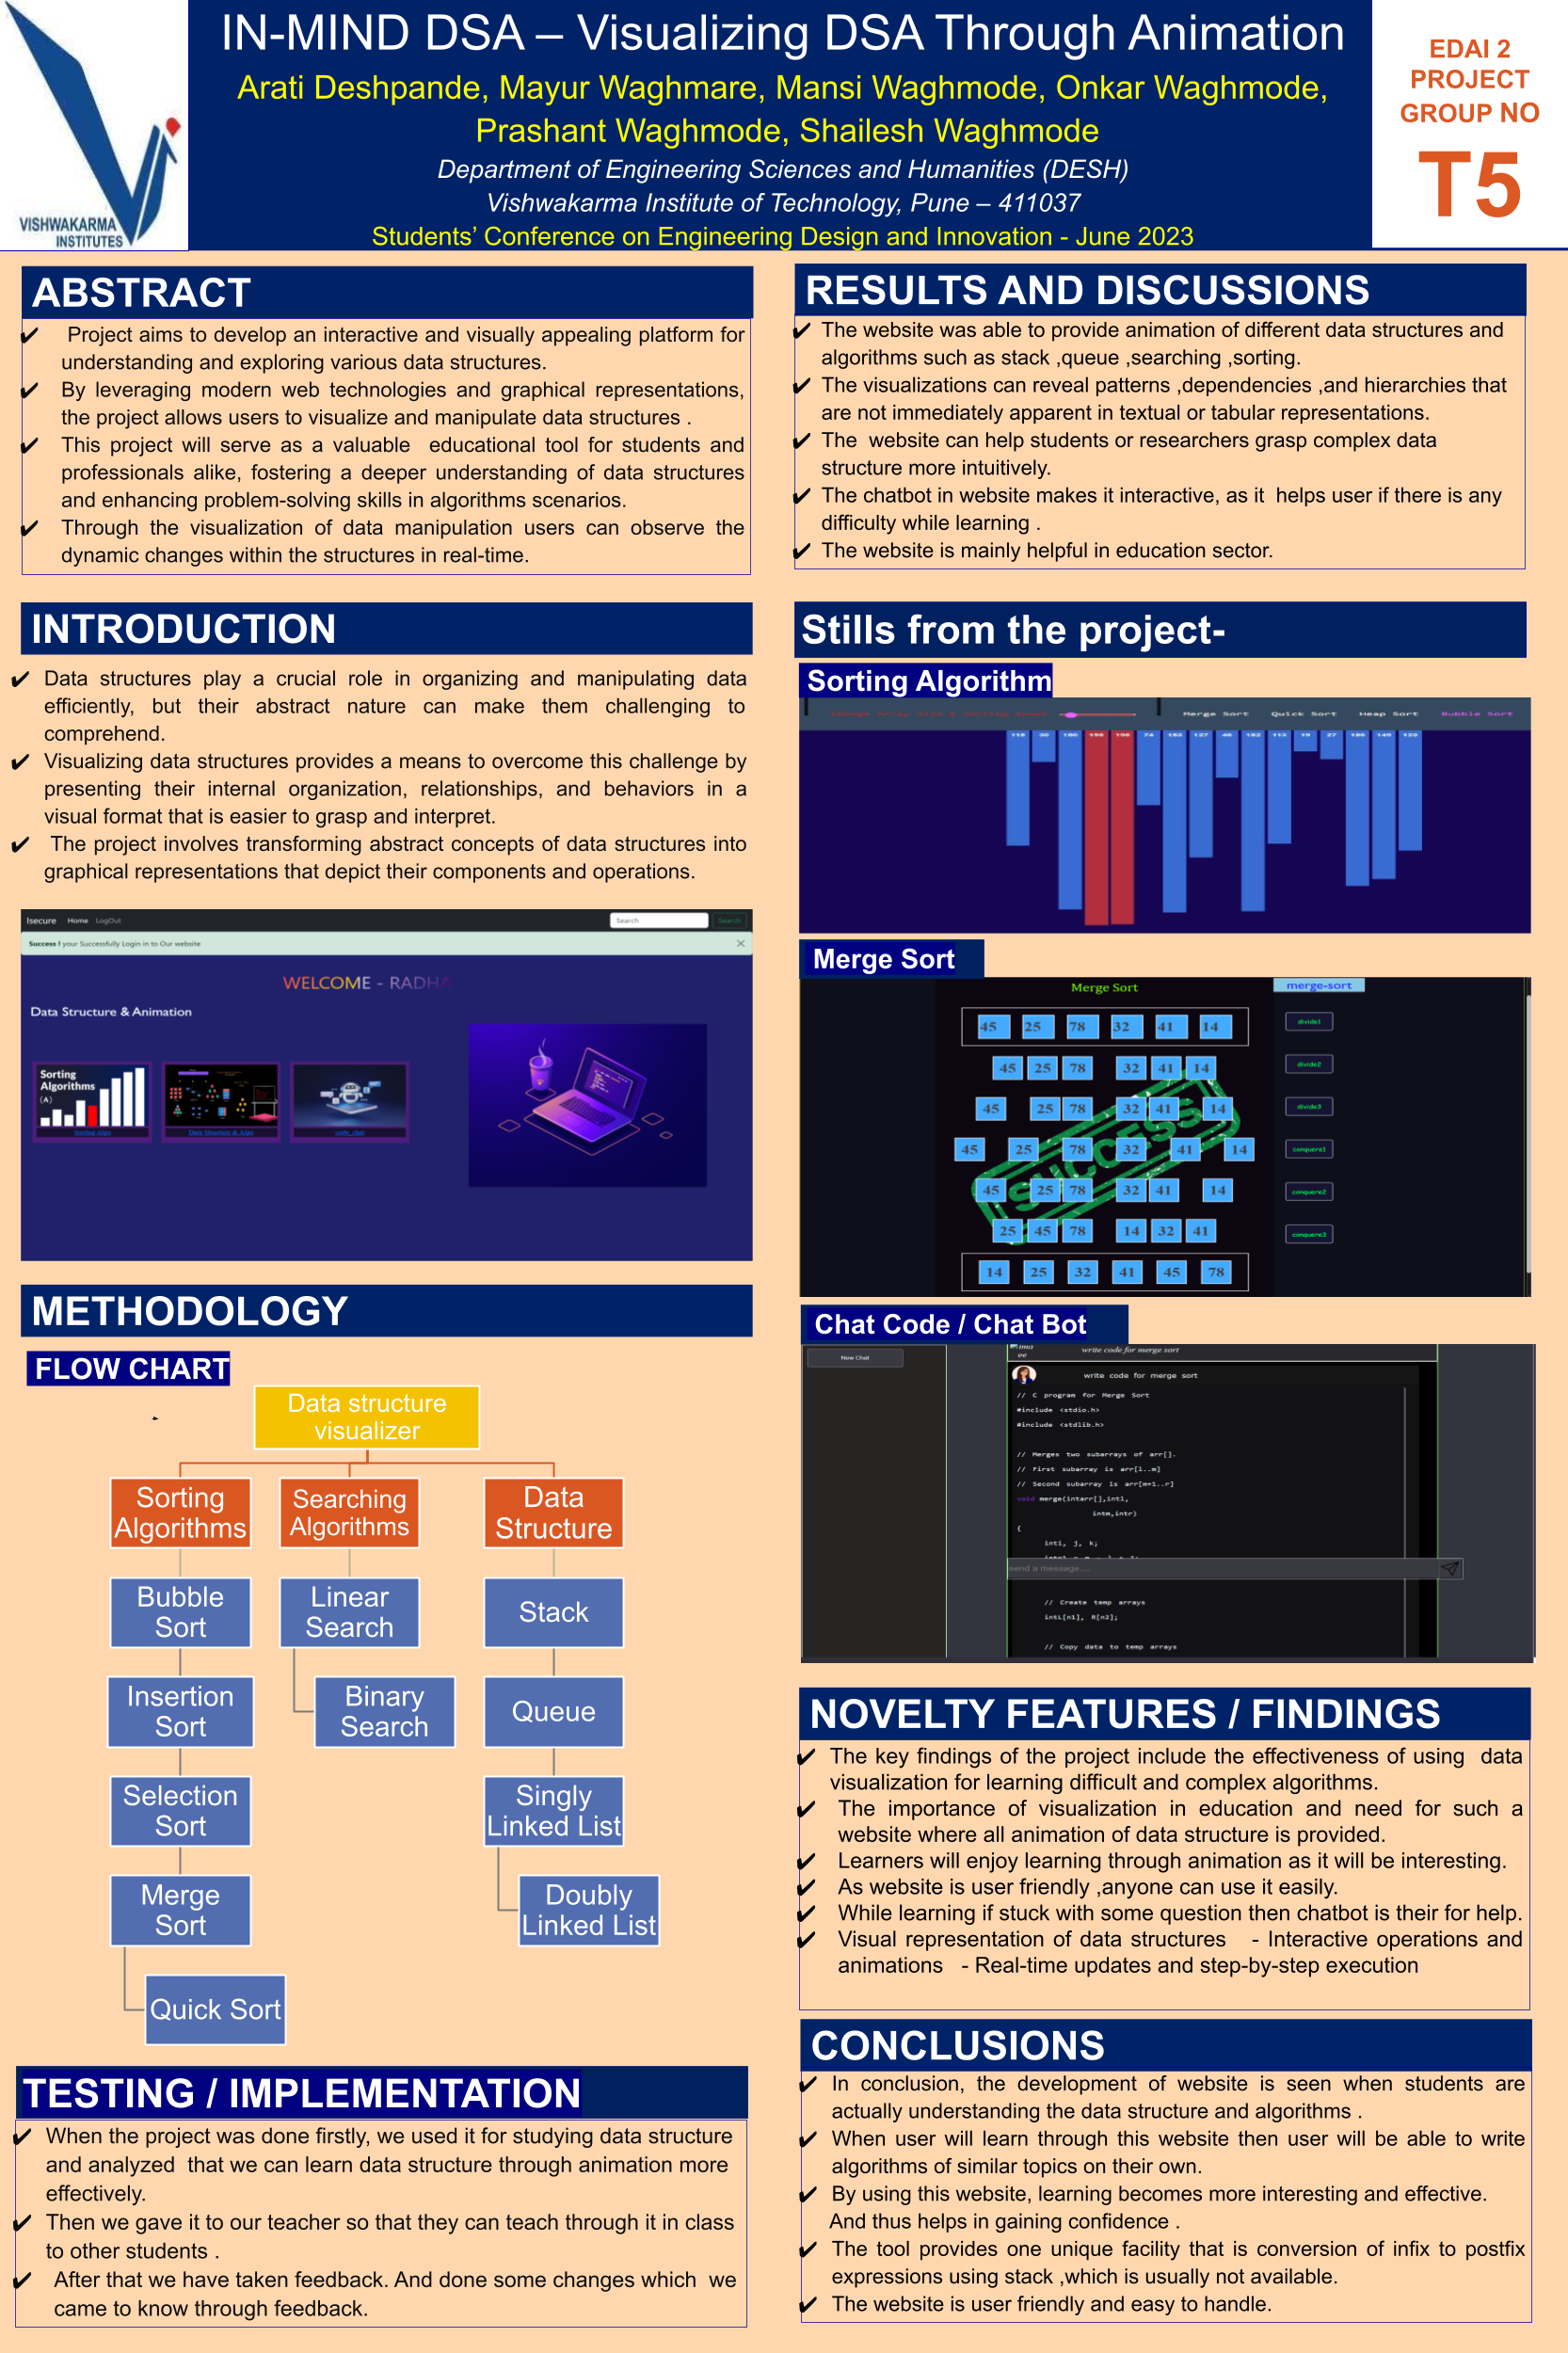 IN-MIND DSA – Visualizing DSA Through Animation
Arati Deshpande, Mayur Waghmare, Mansi Waghmode, Onkar Waghmode,
Prashant Waghmode, Shailesh Waghmode
Department of Engineering Sciences and Humanities (DESH)
Vishwakarma Institute of Technology, Pune – 411037
Students’ Conference on Engineering Design and Innovation - June 2023
VISHWAKARMA
INSTITUTES
EDAI 2
PROJECT
GROUP NO
T5
ABSTRACT
✔ Project aims to develop an interactive and visually appealing platform for
understanding and exploring various data structures.
✔ By leveraging modern web technologies and graphical representations,
the project allows users to visualize and manipulate data structures .
✔ This project will serve as a valuable educational tool for students and
professionals alike, fostering a deeper understanding of data structures
and enhancing problem-solving skills in algorithms scenarios.
✔ Through the visualization of data manipulation users can observe the
dynamic changes within the structures in real-time.
INTRODUCTION
✔ Data structures play a crucial role in organizing and manipulating data
efficiently, but their abstract nature can make them challenging to
comprehend.
✔ Visualizing data structures provides a means to overcome this challenge by
presenting their internal organization, relationships, and behaviors in a
visual format that is easier to grasp and interpret.
✔ The project involves transforming abstract concepts of data structures into
graphical representations that depict their components and operations.
Isecure Home LogOut Search Search
Success ! your Successfully Login in to Our website
WELCOME - RADHA
Data Structure & Animation
Sorting
Algorithms
(A)
Sorting Algo
Data Structure & Algo
code_chat
METHODOLOGY
FLOW CHART
Data structure
visualizer
Sorting
Algorithms
Searching
Algorithms
Data
Structure
Bubble
Sort
Linear
Search
Stack
Insertion
Sort
Binary
Search
Queue
Selection
Sort
Singly
Linked List
Merge
Sort
Doubly
Linked List
Quick Sort
TESTING / IMPLEMENTATION
✔ When the project was done firstly, we used it for studying data structure
and analyzed that we can learn data structure through animation more
effectively.
✔ Then we gave it to our teacher so that they can teach through it in class
to other students .
✔ After that we have taken feedback. And done some changes which we
came to know through feedback.
RESULTS AND DISCUSSIONS
✔ The website was able to provide animation of different data structures and
algorithms such as stack ,queue ,searching ,sorting.
✔ The visualizations can reveal patterns ,dependencies ,and hierarchies that
are not immediately apparent in textual or tabular representations.
✔ The website can help students or researchers grasp complex data
structure more intuitively.
✔ The chatbot in website makes it interactive, as it helps user if there is any
difficulty while learning .
✔ The website is mainly helpful in education sector.
Stills from the project-
Sorting Algorithm
Merge Sort Quick Sort Heap Sort Bubble Sort
Merge Sort
Merge Sort
merge-sort
45 25 78 32 41 14
divide1
45 25 78 32 41 14
divide2
45 25 78 32 41 14
divide3
45 25 78 32 41 14
conquere1
45 25 78 32 41 14
conquere2
25 45 78 14 32 41
conquere3
14 25 32 41 45 78
SUCCESS
Chat Code / Chat Bot
New Chat
write code for merge sort
write code for merge sort
// C program for Merge Sort
#include <stdio.h>
#include <stdlib.h>
// Merges two subarrays of arr[].
// First subarray is arr[l..m]
// Second subarray is arr[m+1..r]
void merge(intarr[],intl,
intm,intr)
{
inti, j, k;
send a message...
// Create temp arrays
intL[n1], R[n2];
// Copy data to temp arrays
NOVELTY FEATURES / FINDINGS
✔ The key findings of the project include the effectiveness of using data
visualization for learning difficult and complex algorithms.
✔ The importance of visualization in education and need for such a
website where all animation of data structure is provided.
✔ Learners will enjoy learning through animation as it will be interesting.
✔ As website is user friendly ,anyone can use it easily.
✔ While learning if stuck with some question then chatbot is their for help.
✔ Visual representation of data structures - Interactive operations and
animations - Real-time updates and step-by-step execution
CONCLUSIONS
✔ In conclusion, the development of website is seen when students are
actually understanding the data structure and algorithms .
✔ When user will learn through this website then user will be able to write
algorithms of similar topics on their own.
✔ By using this website, learning becomes more interesting and effective.
And thus helps in gaining confidence .
✔ The tool provides one unique facility that is conversion of infix to postfix
expressions using stack ,which is usually not available.
✔ The website is user friendly and easy to handle.